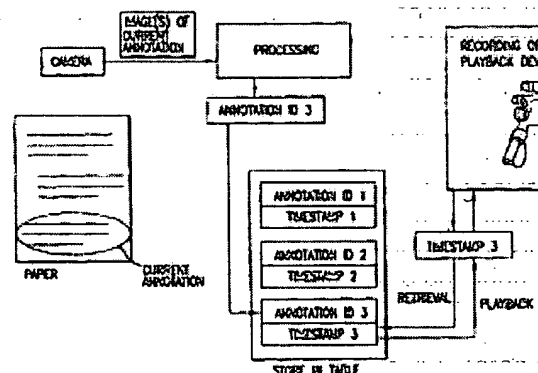 IMAGE(S) OF
CURRENT
ANNOTATION
CAMERA
PROCESSING
RECORDING OR
PLAYBACK DEV
ANNOTATION ID 3
ANNOTATION ID 1
TIMESTAMP 1
ANNOTATION ID 2
TIMESTAMP 2
TIMESTAMP 3
PAPER
CURRENT
ANNOTATION
RETRIEVAL
PLAYBACK
ANNOTATION ID 3
TIMESTAMP 3
STORE IN TABLE